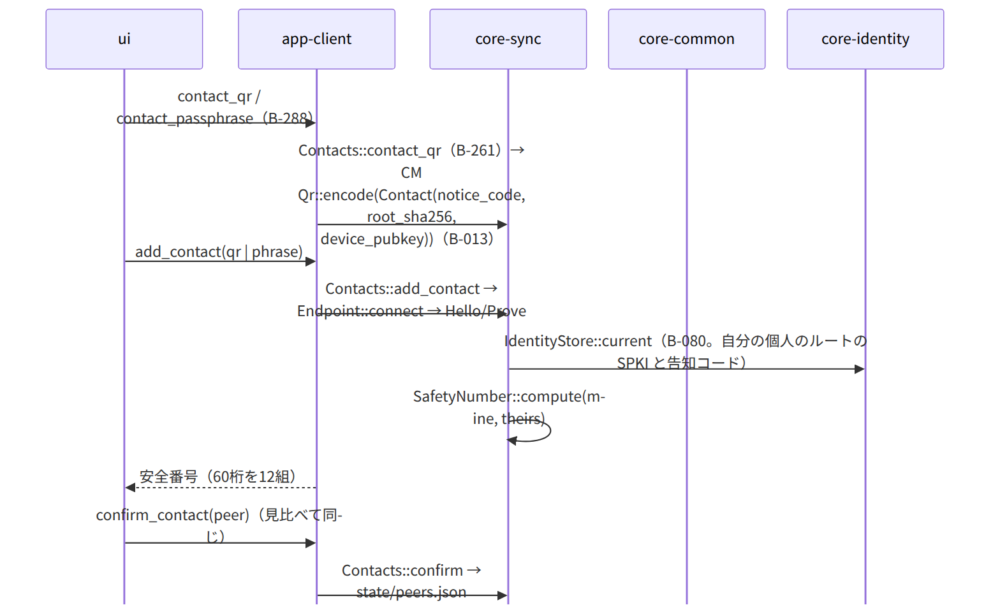 ui
app-client
core-sync
core-common
core-identity
contact_qr /
contact_passphrase（B-288）
Contacts::contact_qr（B-261）→
CM
Qr::encode(Contact(notice_code,
root_sha256,
device_pubkey))（B-013）
add_contact(qr | phrase)
Contacts::add_contact →
Endpoint::connect → Hello/Prove
IdentityStore::current（B-080。自分の個人のルートの
SPKI と告知コード）
SafetyNumber::compute(m-
ine, theirs)
安全番号（60桁を12組）
confirm_contact(peer)（見比べて同-
じ）
Contacts::confirm →
state/peers.json